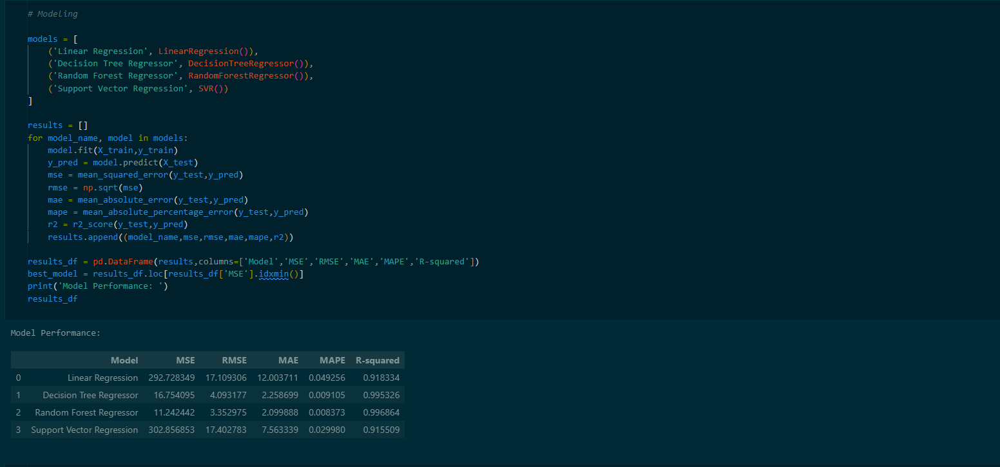 # Modeling
models = [
('Linear Regression', LinearRegression()),
('Decision Tree Regressor', DecisionTreeRegressor()),
('Random Forest Regressor', RandomForestRegressor()),
('Support Vector Regression', SVR())
]
results = []
for model_name, model in models:
model.fit(X_train,y_train)
y_pred = model.predict(X_test)
mse = mean_squared_error(y_test,y_pred)
rmse = np.sqrt(mse)
mae = mean_absolute_error(y_test,y_pred)
mape = mean_absolute_percentage_error(y_test,y_pred)
r2 = r2_score(y_test,y_pred)
results.append((model_name,mse,rmse,mae,mape,r2))
results_df = pd.DataFrame(results,columns=['Model','MSE','RMSE','MAE','MAPE','R-squared'])
best_model = results_df.loc[results_df['MSE'].idxmin()]
print('Model Performance: ')
results_df
Model Performance:
Model MSE RMSE MAE MAPE R-squared
0 Linear Regression 292.728349 17.109306 12.003711 0.049256 0.918334
1 Decision Tree Regressor 16.754095 4.093177 2.258699 0.009105 0.995326
2 Random Forest Regressor 11.242442 3.352975 2.099888 0.008373 0.996864
3 Support Vector Regression 302.856853 17.402783 7.563339 0.029980 0.915509